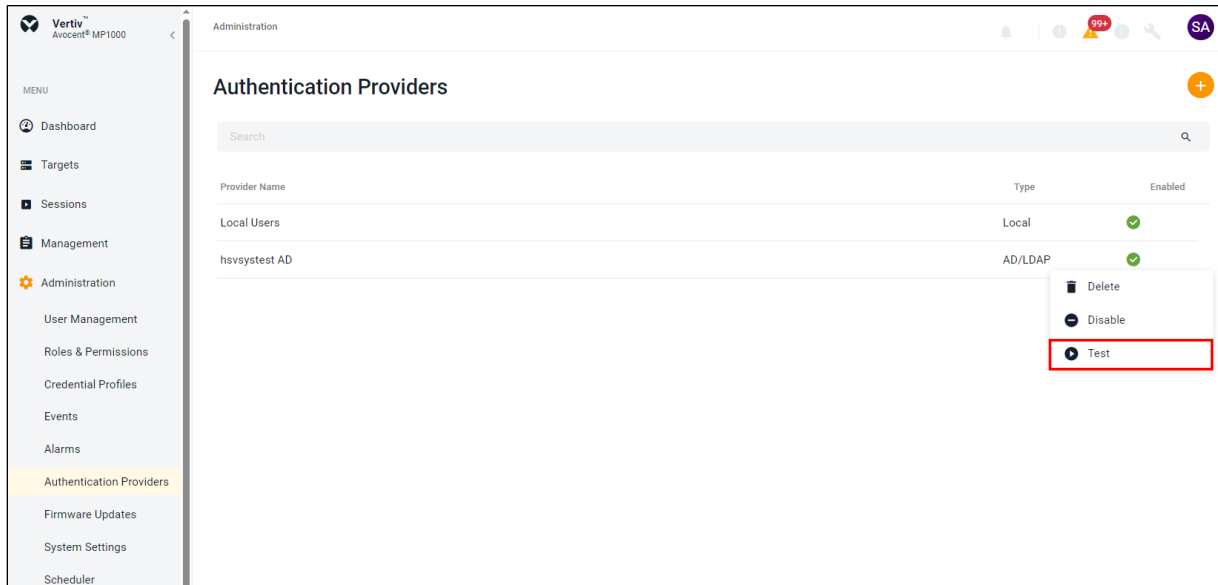 Vertiv™
Avocent® MP1000
Administration
99+
SA
MENU
Authentication Providers
Dashboard
Search
Targets
Provider Name Type Enabled
Sessions
Local Users Local
Management
hsvsystest AD AD/LDAP
Administration
Delete
User Management
Disable
Roles & Permissions
Test
Credential Profiles
Events
Alarms
Authentication Providers
Firmware Updates
System Settings
Scheduler